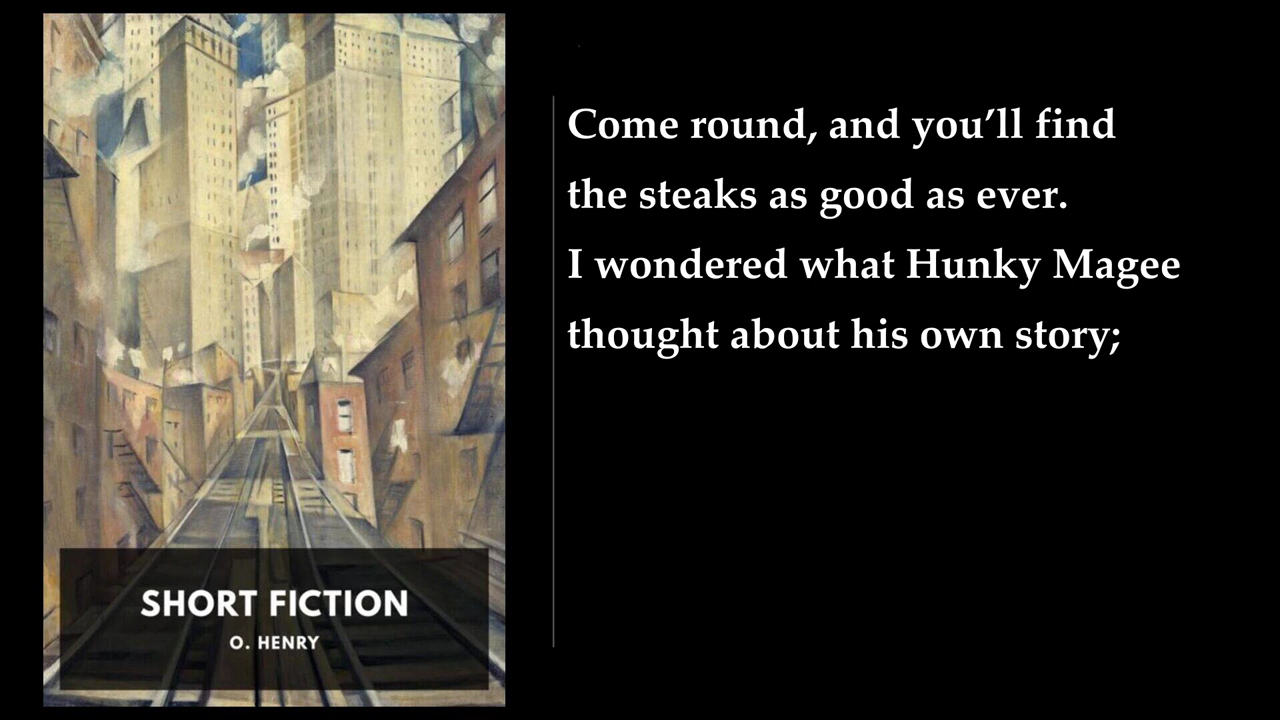 SHORT FICTION
O. HENRY
Come round, and you’ll find
the steaks as good as ever.
I wondered what Hunky Magee
thought about his own story;